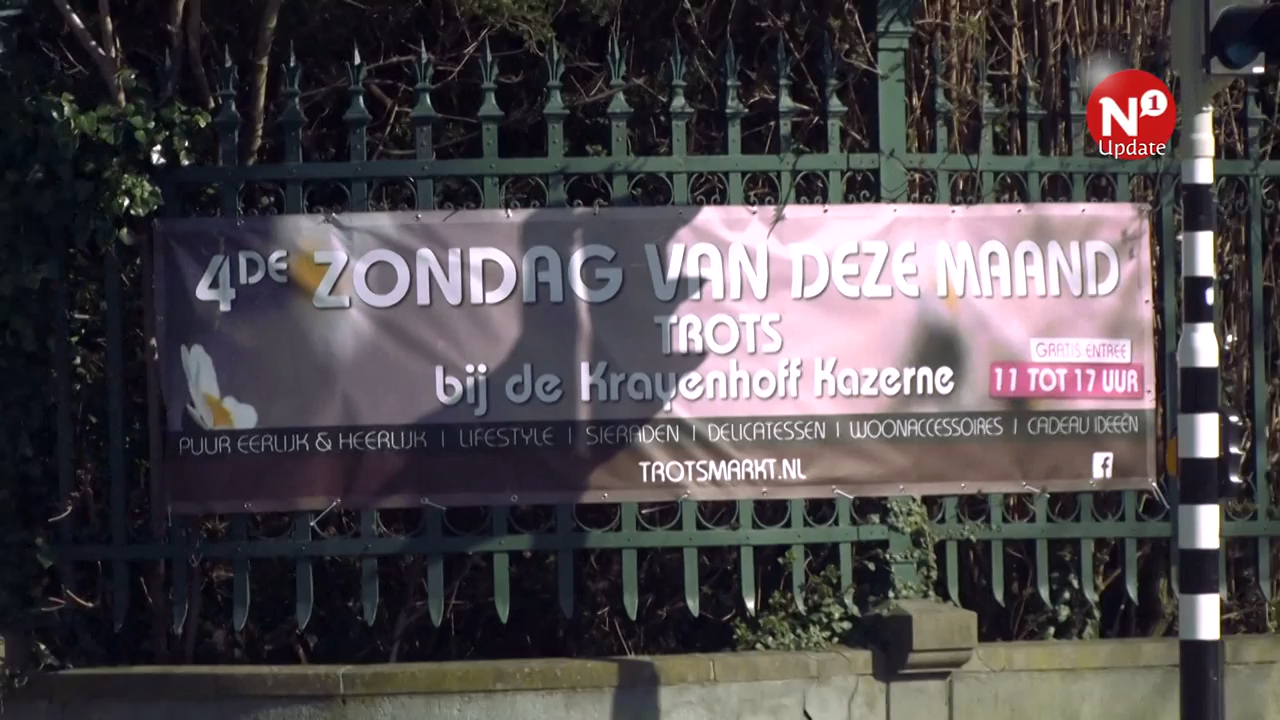 N1
Update
4DE ZONDAG VAN DEZE MAAND
TROTS
bij de Krayenhoff Kazerne
GRATIS ENTREE
11 TOT 17 UUR
PUUR EERLIJK & HEERLIJK | LIFESTYLE | SIERADEN | DELICATESSEN | WOONACCESSOIRES | CADEAU IDEEËN
TROTSMARKT.NL
f